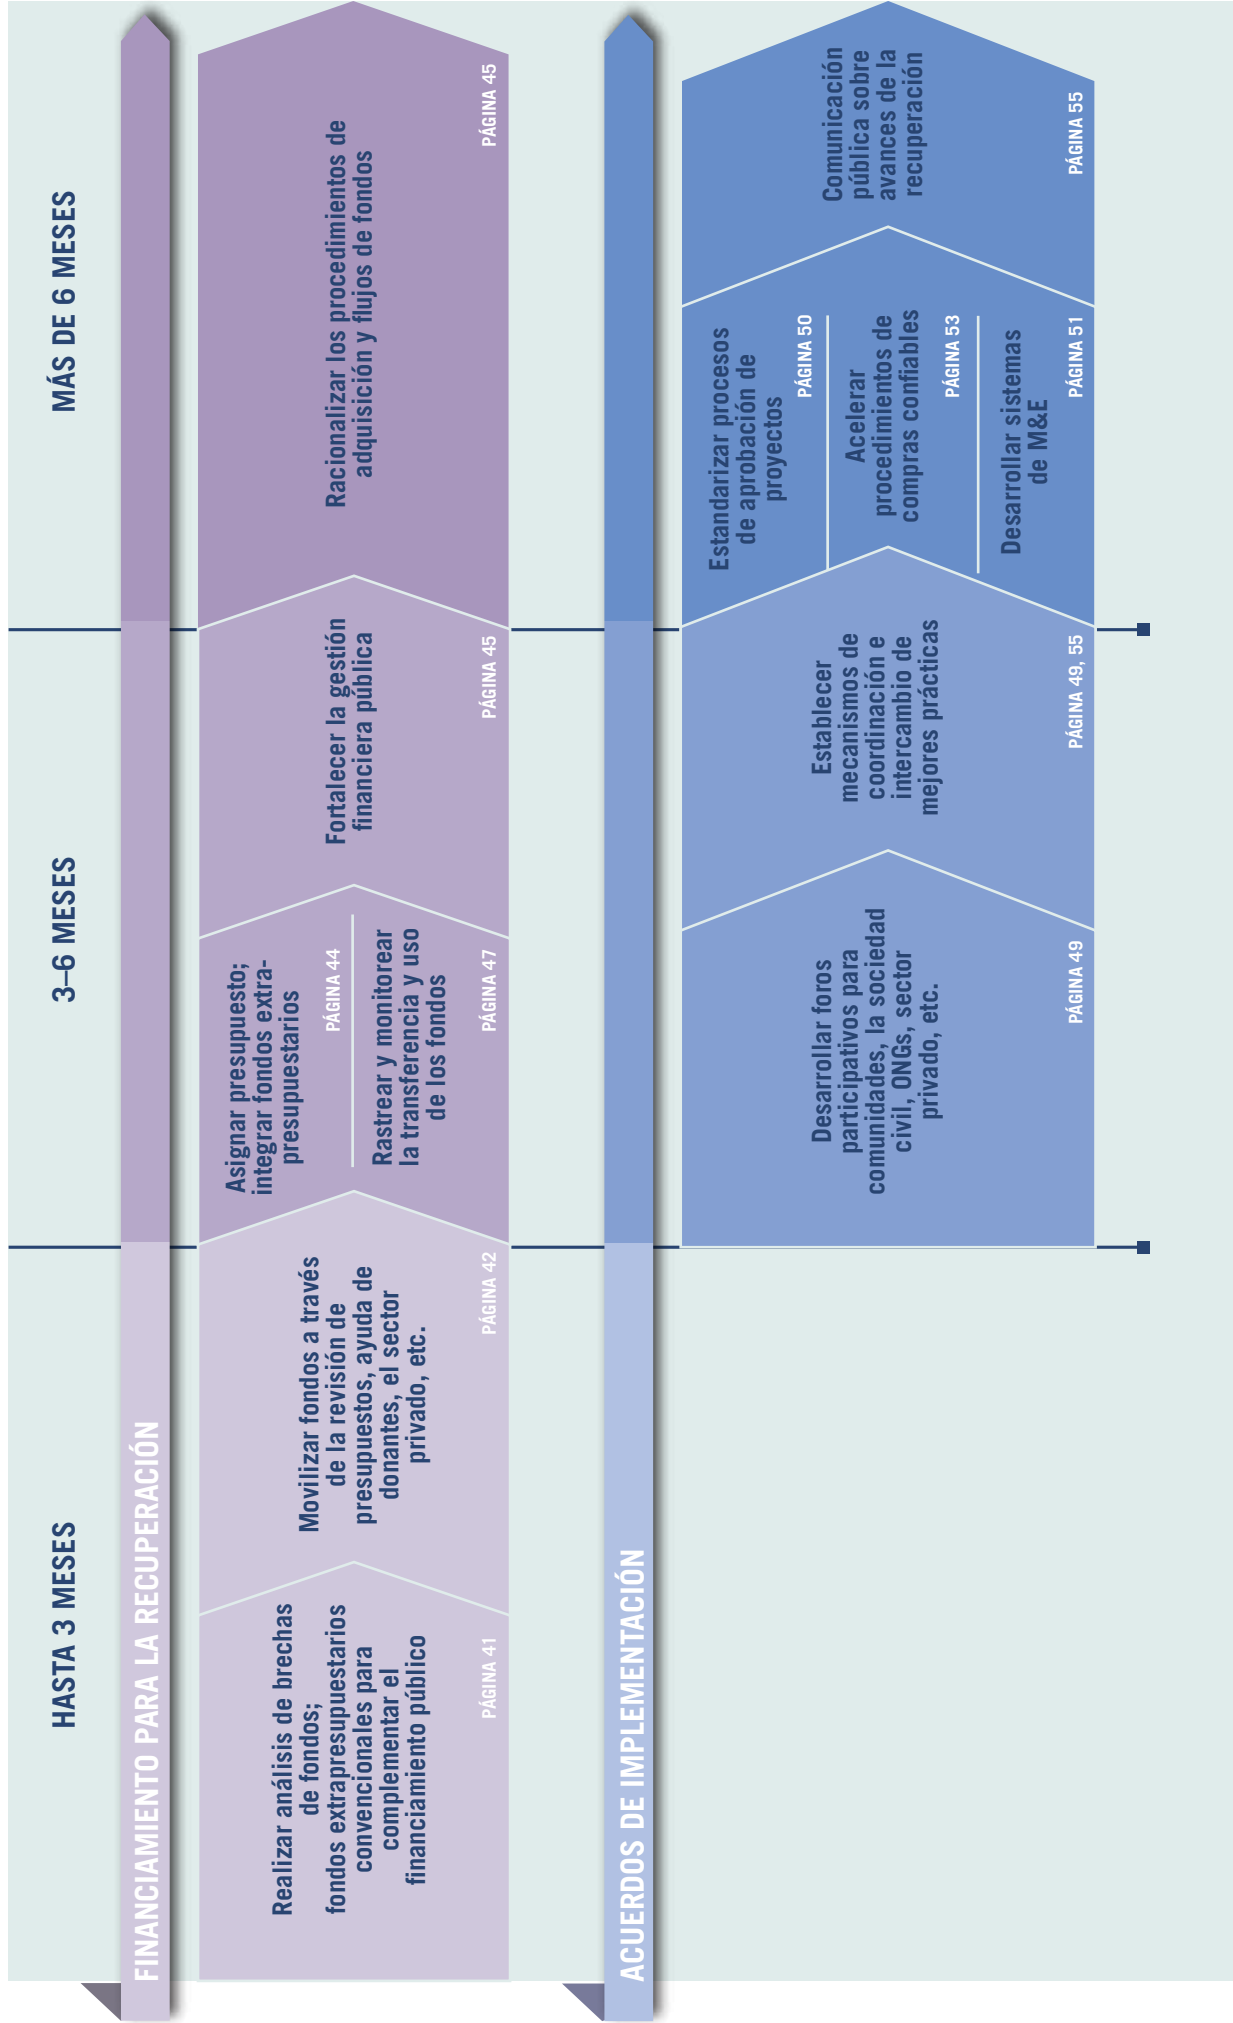 HASTA 3 MESES
3–6 MESES
MÁS DE 6 MESES
FINANCIAMIENTO PARA LA RECUPERACIÓN
Realizar análisis de brechas
de fondos;
fondos extrapresupuestarios
convencionales para
complementar el
financiamiento público
PÁGINA 41
Movilizar fondos a través
de la revisión de
presupuestos, ayuda de
donantes, el sector
privado, etc.
PÁGINA 42
Asignar presupuesto;
integrar fondos extra-
presupuestarios
PÁGINA 44
Rastrear y monitorear
la transferencia y uso
de los fondos
PÁGINA 47
Fortalecer la gestión
financiera pública
PÁGINA 45
Racionalizar los procedimientos de
adquisición y flujos de fondos
PÁGINA 45
ACUERDOS DE IMPLEMENTACIÓN
Desarrollar foros
participativos para
comunidades, la sociedad
civil, ONGs, sector
privado, etc.
PÁGINA 49
Establecer
mecanismos de
coordinación e
intercambio de
mejores prácticas
PÁGINA 49, 55
Estandarizar procesos
de aprobación de
proyectos
PÁGINA 50
Acelerar
procedimientos de
compras confiables
PÁGINA 53
Desarrollar sistemas
de M&E
PÁGINA 51
Comunicación
pública sobre
avances de la
recuperación
PÁGINA 55